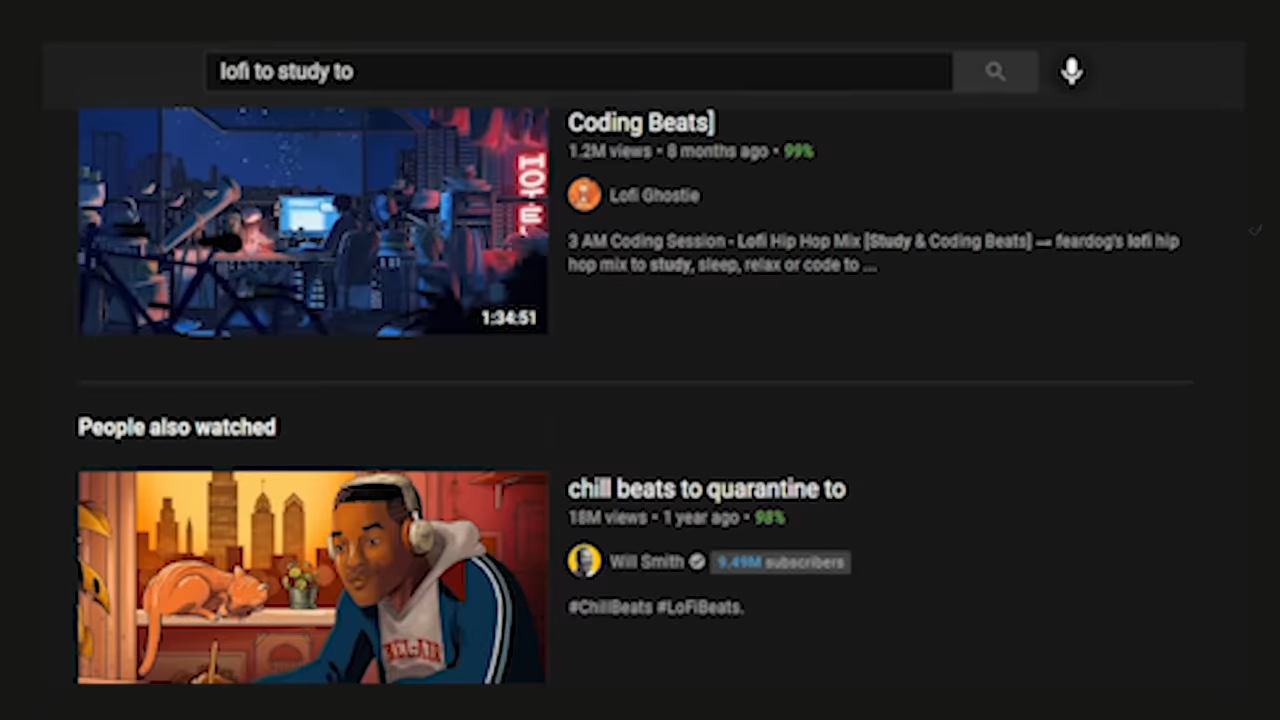 lofi to study to
Coding Beats]
1.2M views • 8 months ago • 99%
HOTEL
Lofi Ghostie
3 AM Coding Session - Lofi Hip Hop Mix [Study & Coding Beats] — feardog's lofi hip
hop mix to study, sleep, relax or code to ...
1:34:51
People also watched
chill beats to quarantine to
18M views • 1 year ago • 98%
Will Smith 9.49M subscribers
#ChillBeats #LoFiBeats.
BEL-AIR